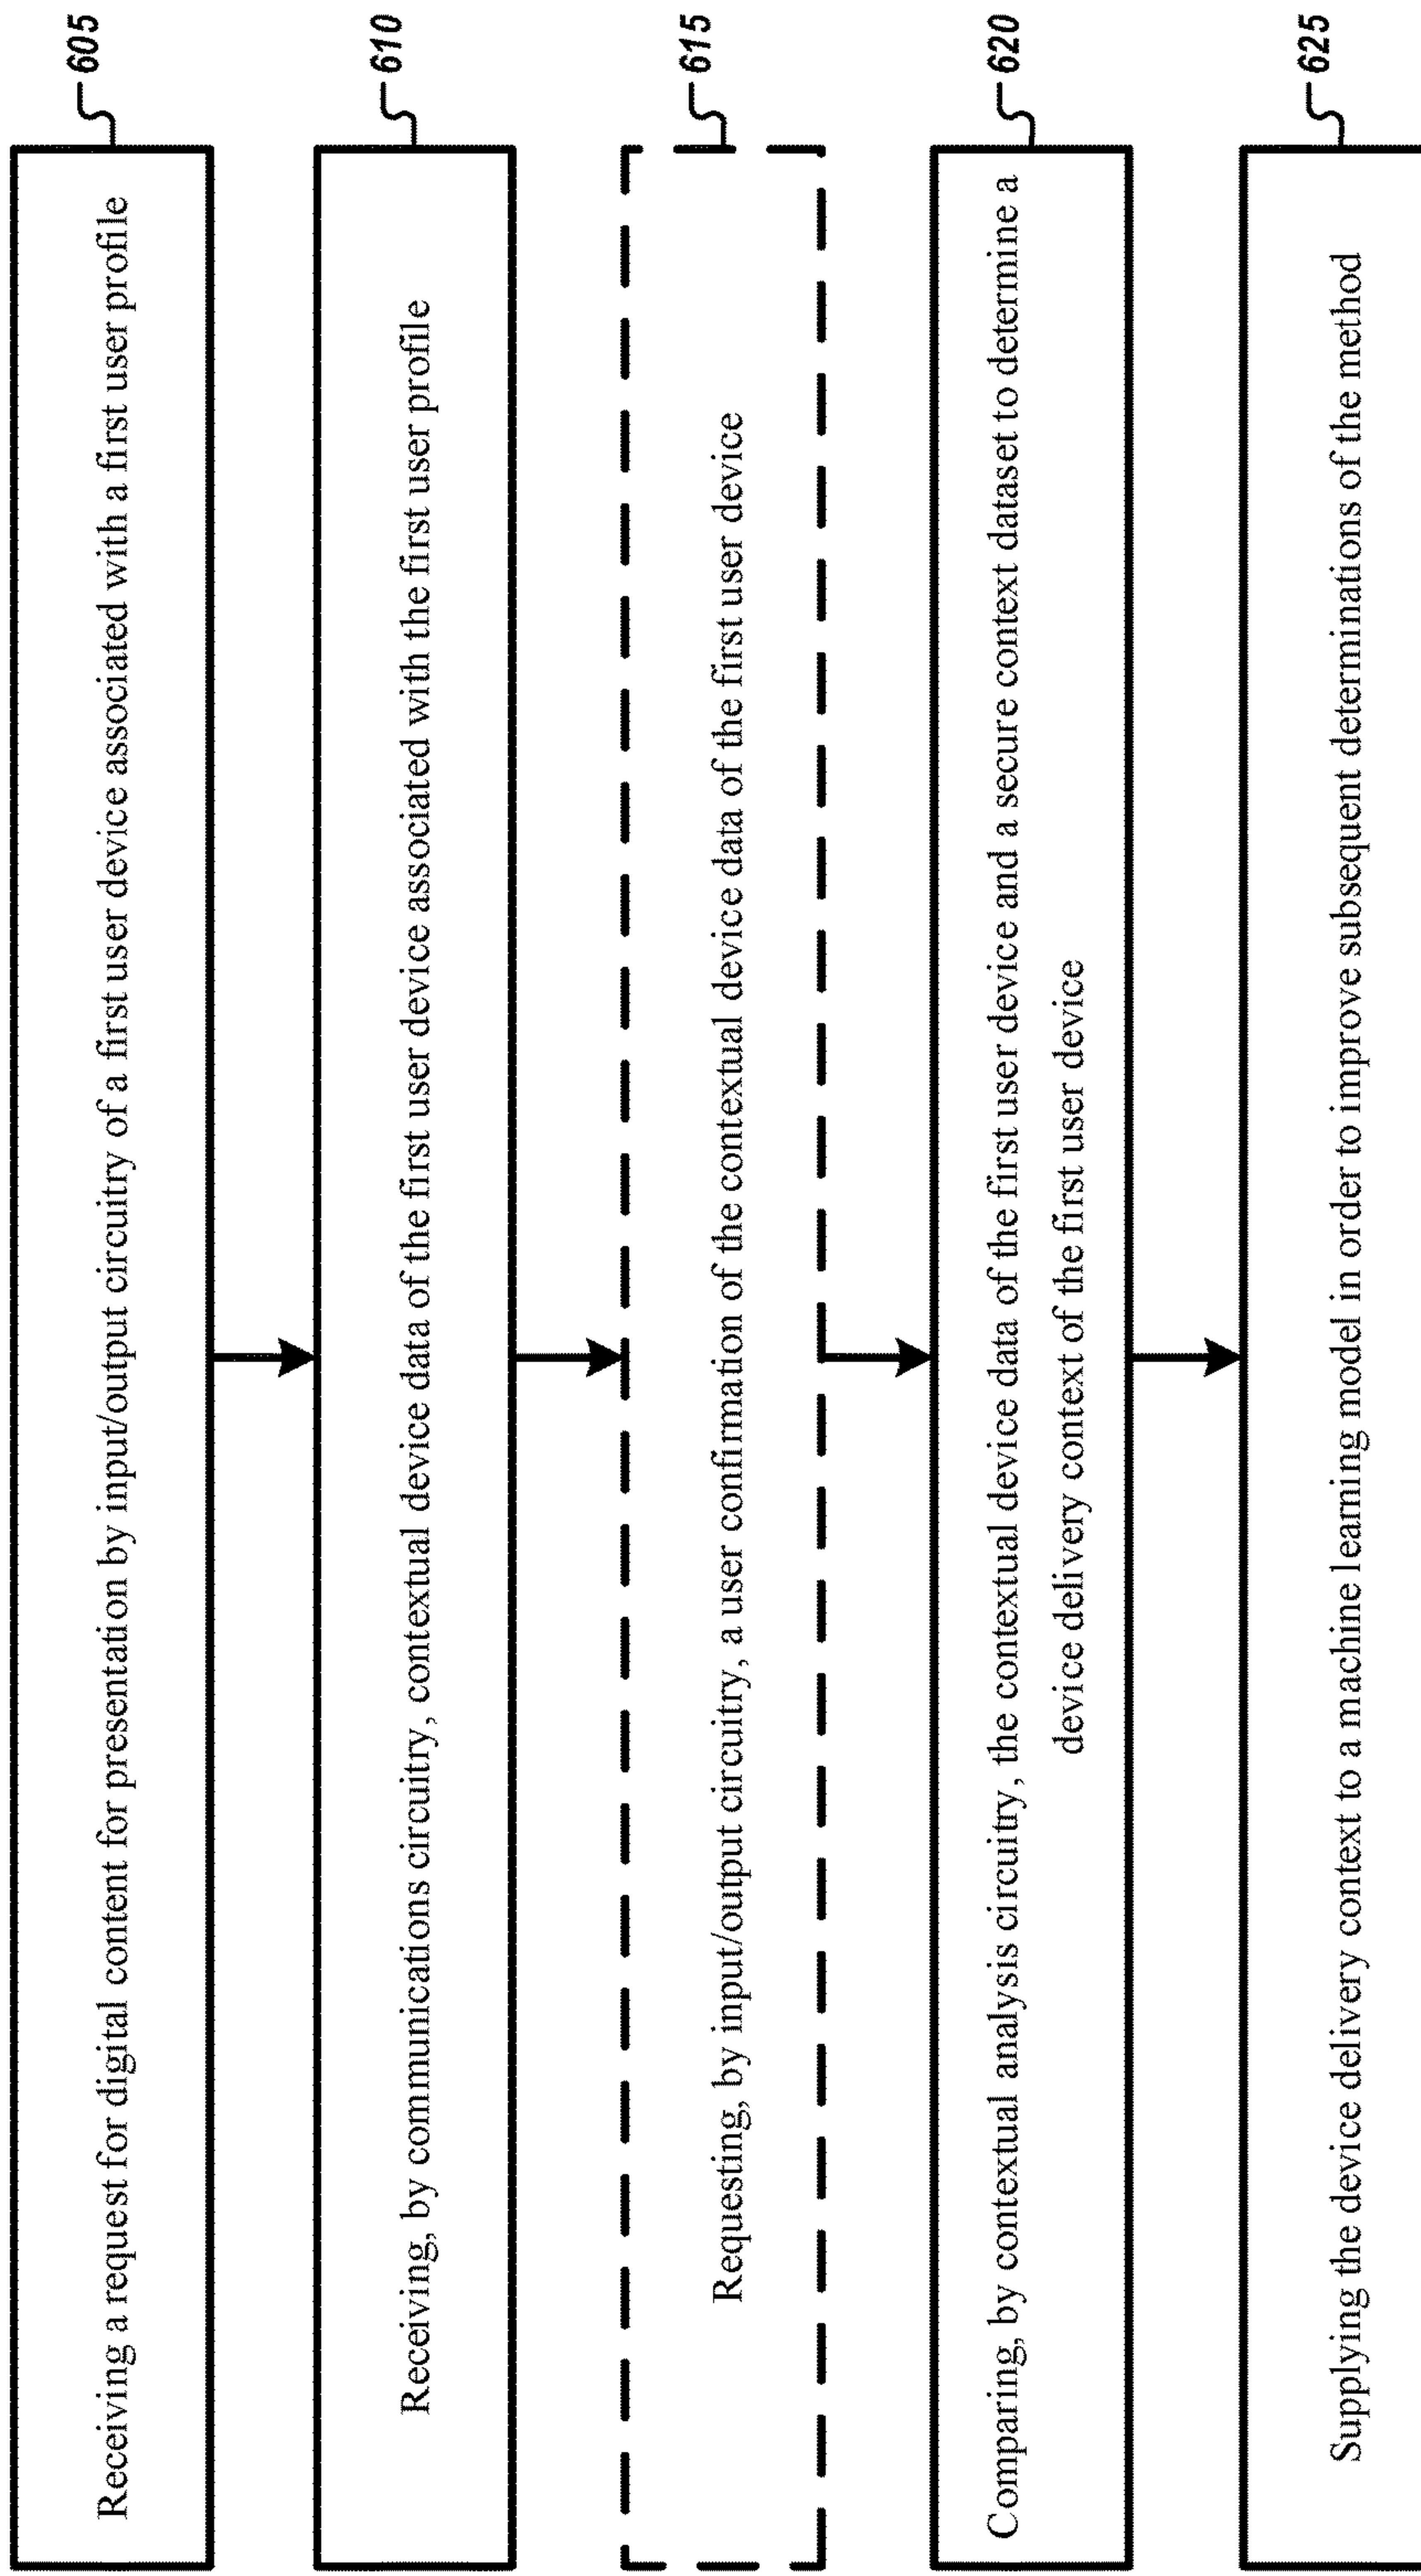 Receiving a request for digital content for presentation by input/output circuitry of a first user device associated with a first user profile
605
Receiving, by communications circuitry, contextual device data of the first user device associated with the first user profile
610
Requesting, by input/output circuitry, a user confirmation of the contextual device data of the first user device
615
Comparing, by contextual analysis circuitry, the contextual device data of the first user device and a secure context dataset to determine a
device delivery context of the first user device
620
Supplying the device delivery context to a machine learning model in order to improve subsequent determinations of the method
625